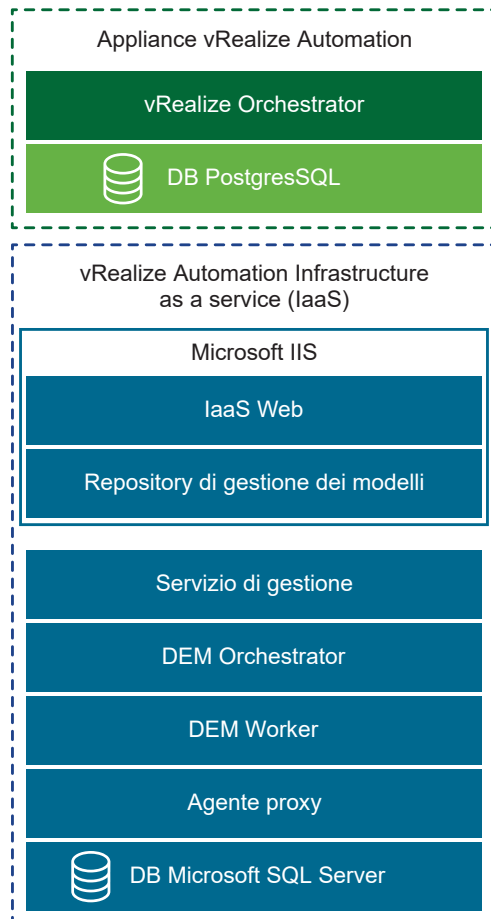 Appliance vRealize Automation
vRealize Orchestrator
DB PostgresSQL
vRealize Automation Infrastructure
as a service (IaaS)
Microsoft IIS
IaaS Web
Repository di gestione dei modelli
Servizio di gestione
DEM Orchestrator
DEM Worker
Agente proxy
DB Microsoft SQL Server